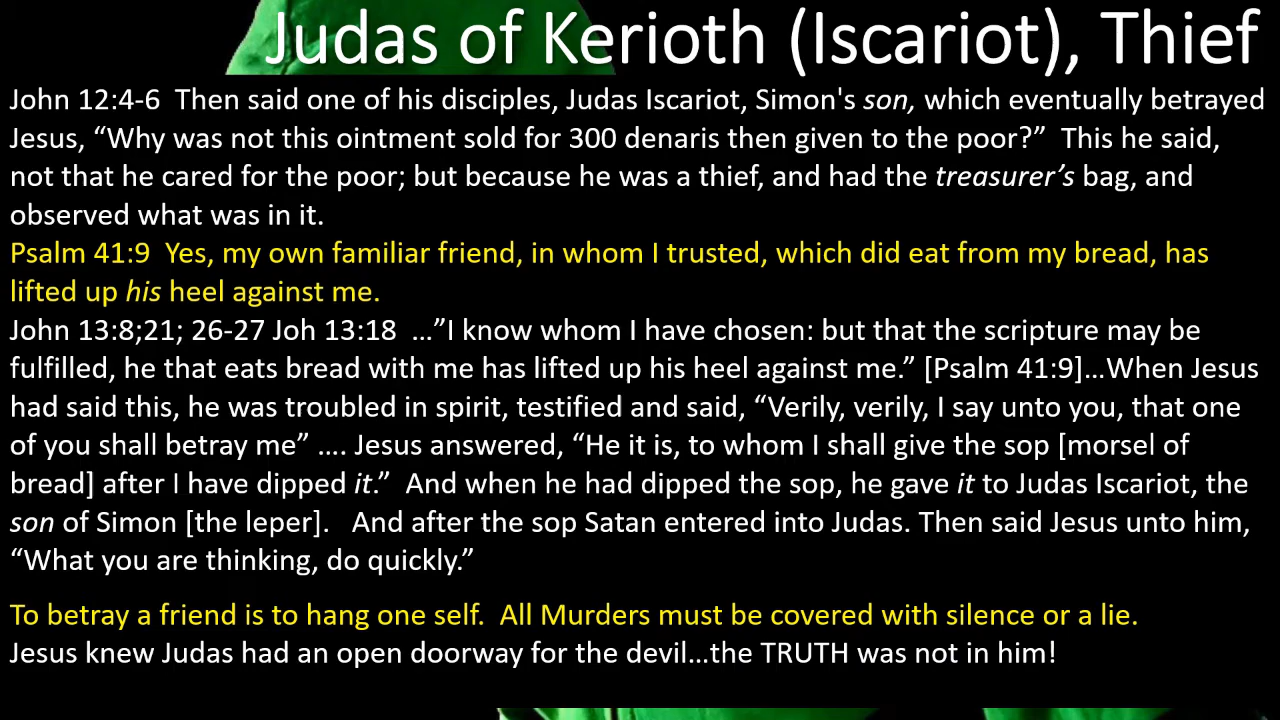 Judas of Kerioth (Iscariot), Thief
John 12:4-6  Then said one of his disciples, Judas Iscariot, Simon's son, which eventually betrayed
Jesus, “Why was not this ointment sold for 300 denaris then given to the poor?”  This he said,
not that he cared for the poor; but because he was a thief, and had the treasurer’s bag, and
observed what was in it.
Psalm 41:9  Yes, my own familiar friend, in whom I trusted, which did eat from my bread, has
lifted up his heel against me.
John 13:8;21; 26-27 Joh 13:18  …”I know whom I have chosen: but that the scripture may be
fulfilled, he that eats bread with me has lifted up his heel against me.” [Psalm 41:9]…When Jesus
had said this, he was troubled in spirit, testified and said, “Verily, verily, I say unto you, that one
of you shall betray me” …. Jesus answered, “He it is, to whom I shall give the sop [morsel of
bread] after I have dipped it.”  And when he had dipped the sop, he gave it to Judas Iscariot, the
son of Simon [the leper].   And after the sop Satan entered into Judas. Then said Jesus unto him,
“What you are thinking, do quickly.”
To betray a friend is to hang one self.  All Murders must be covered with silence or a lie.
Jesus knew Judas had an open doorway for the devil…the TRUTH was not in him!